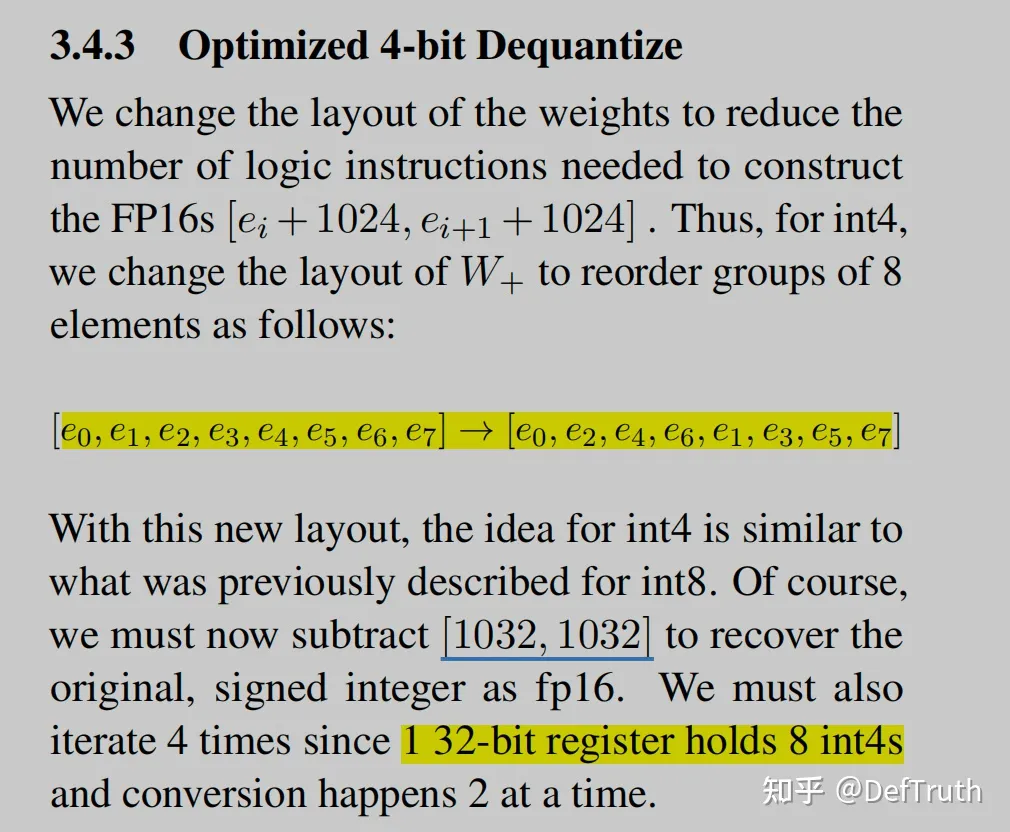 3.4.3 Optimized 4-bit Dequantize
We change the layout of the weights to reduce the
number of logic instructions needed to construct
the FP16s [e_i + 1024, e_{i+1} + 1024] . Thus, for int4,
we change the layout of W_+ to reorder groups of 8
elements as follows:
[e_0, e_1, e_2, e_3, e_4, e_5, e_6, e_7] → [e_0, e_2, e_4, e_6, e_1, e_3, e_5, e_7]
With this new layout, the idea for int4 is similar to
what was previously described for int8. Of course,
we must now subtract [1032, 1032] to recover the
original, signed integer as fp16. We must also
iterate 4 times since 1 32-bit register holds 8 int4s
and conversion happens 2 at a time.
知乎 @DefTruth